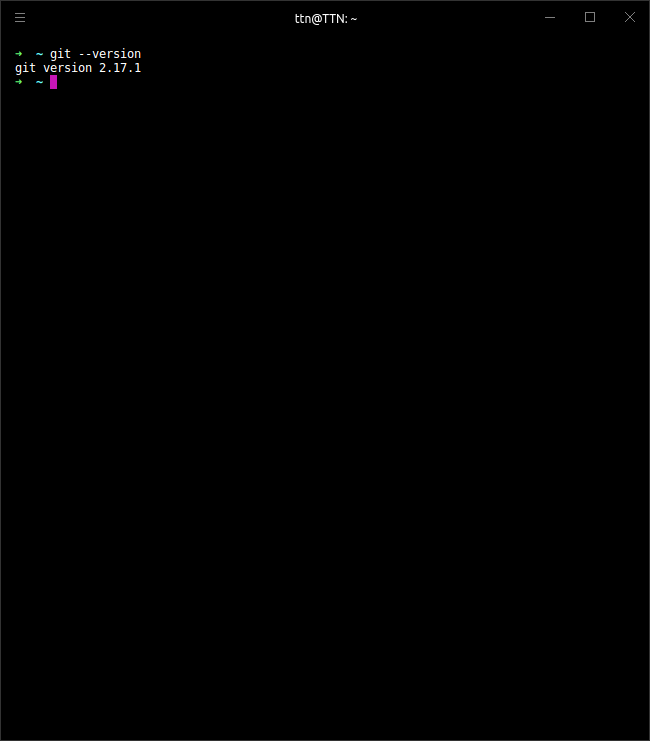 ttn@TTN: ~
➜  ~ git --version
git version 2.17.1
➜  ~